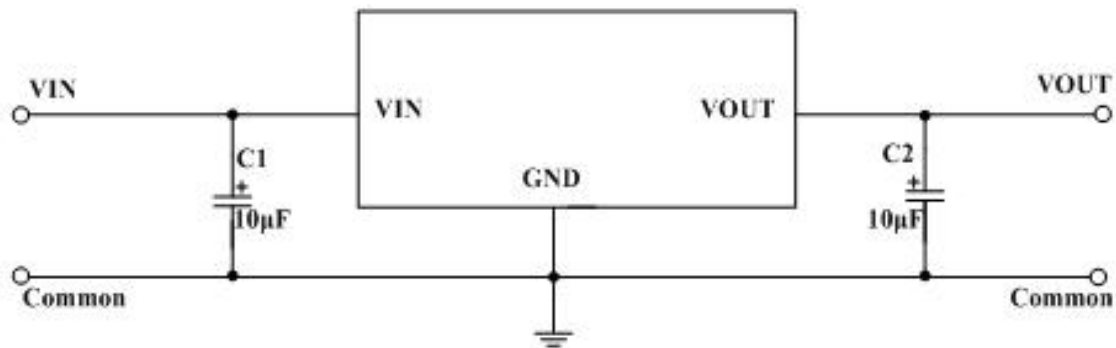 VIN
VOUT
VIN
VOUT
C1
C2
+
+
GND
10μF
10μF
Common
Common